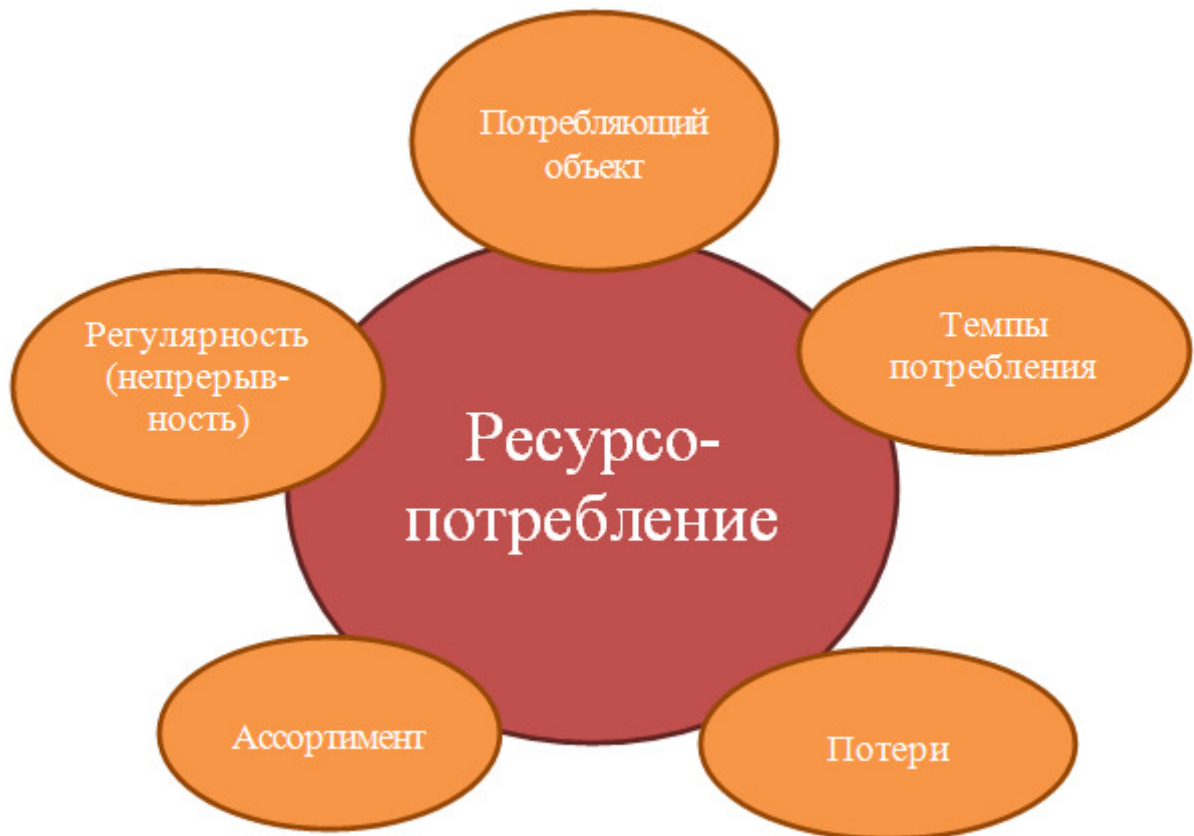 Потребляющий
объект
Темпы
потребления
Регулярность
(непрерыв-
ность)
Ресурсо-
потребление
Ассортимент
Потери